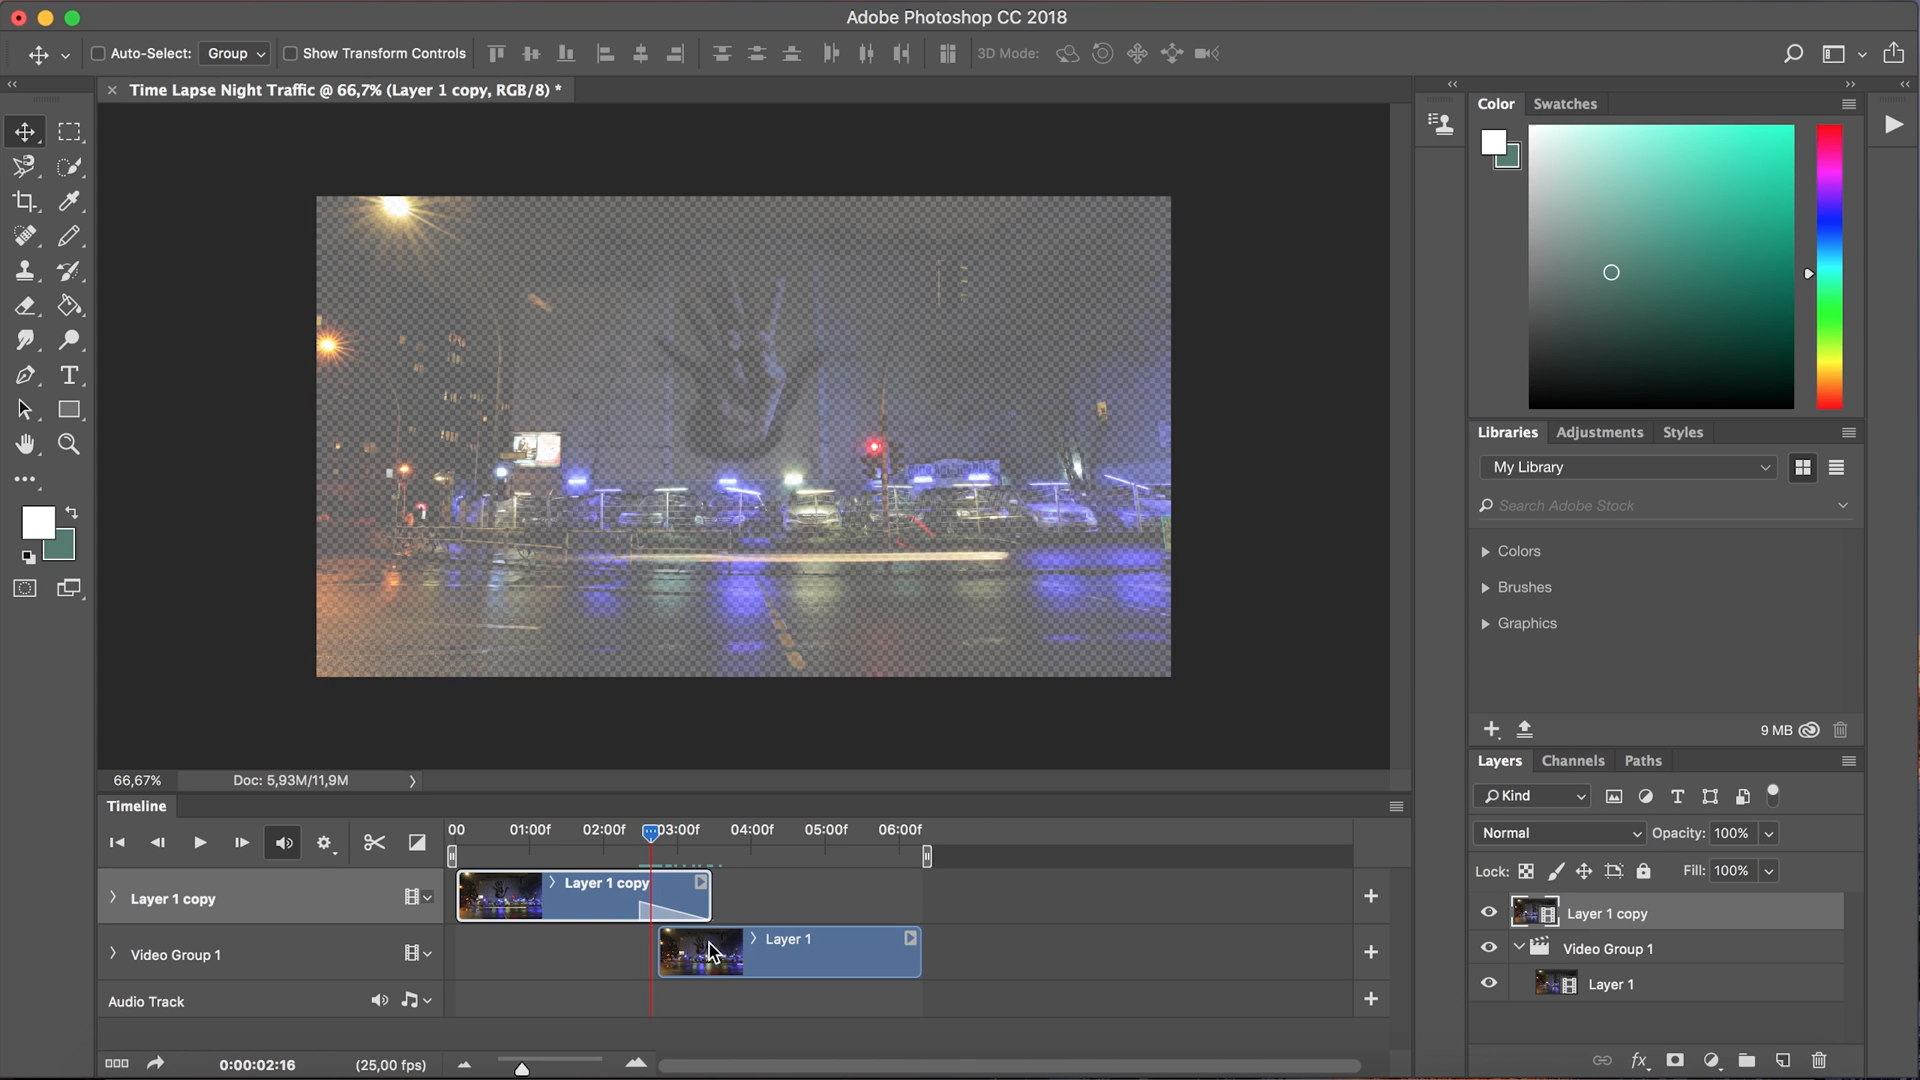 Adobe Photoshop CC 2018
Auto-Select: Group Show Transform Controls 3D Mode:
× Time Lapse Night Traffic @ 66,7% (Layer 1 copy, RGB/8) *
Color Swatches
Libraries Adjustments Styles
My Library
Search Adobe Stock
Colors
Brushes
Graphics
9 MB
66,67% Doc: 5,93M/11,9M
Timeline
00 01:00f 02:00f 03:00f 04:00f 05:00f 06:00f
Layer 1 copy Layer 1 copy
Video Group 1 Layer 1
Audio Track
0:00:02:16 (25,00 fps)
Layers Channels Paths
Kind
Normal Opacity: 100%
Lock: Fill: 100%
Layer 1 copy
Video Group 1
Layer 1